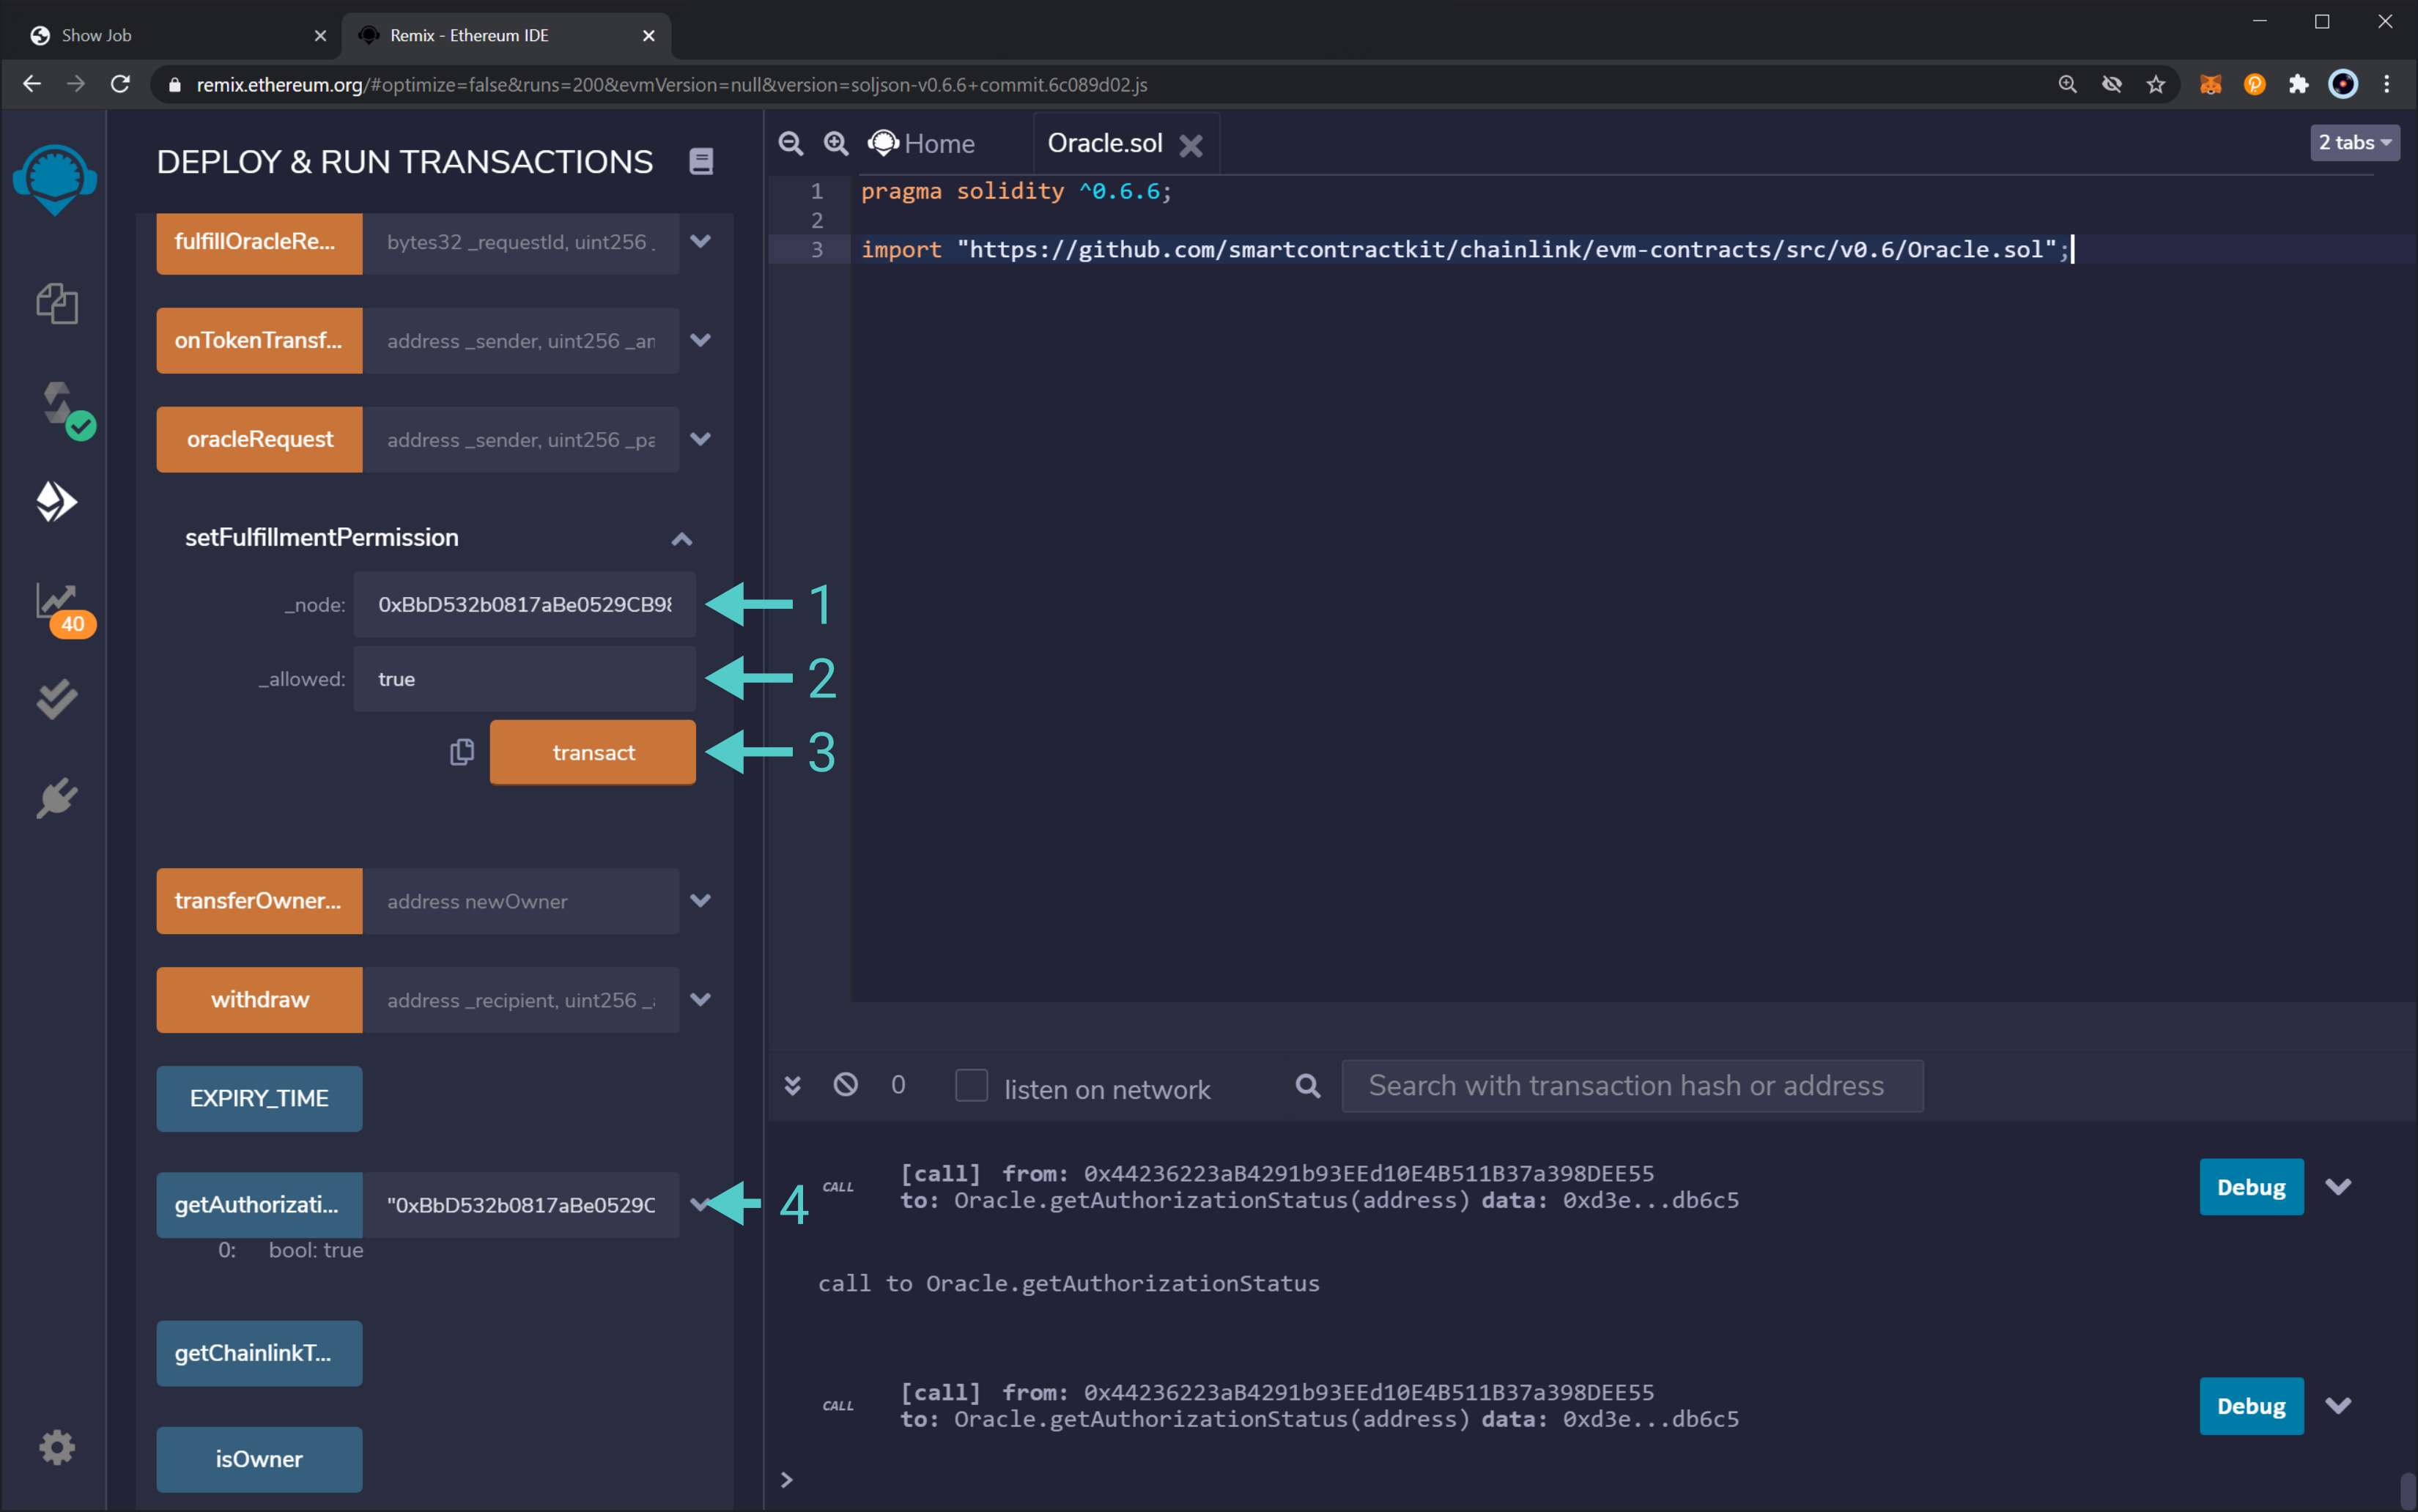 Show Job
Remix - Ethereum IDE
remix.ethereum.org/#optimize=false&runs=200&evmVersion=null&version=soljson-v0.6.6+commit.6c089d02.js
DEPLOY & RUN TRANSACTIONS
Home
Oracle.sol
2 tabs
1 pragma solidity ^0.6.6;
2
3 import "https://github.com/smartcontractkit/chainlink/evm-contracts/src/v0.6/Oracle.sol";
fulfillOracleRe... bytes32 _requestId, uint256 _
onTokenTransf... address _sender, uint256 _am
oracleRequest address _sender, uint256 _pa
setFulfillmentPermission
_node: 0xBbD532b0817aBe0529CB98 1
_allowed: true 2
transact 3
40
transferOwner... address newOwner
withdraw address _recipient, uint256 _a
EXPIRY_TIME
getAuthorizati... "0xBbD532b0817aBe0529C 4
0: bool: true
getChainlinkT...
isOwner
0 listen on network Search with transaction hash or address
CALL [call] from: 0x44236223aB4291b93EEd10E4B511B37a398DEE55
to: Oracle.getAuthorizationStatus(address) data: 0xd3e...db6c5
Debug
call to Oracle.getAuthorizationStatus
CALL [call] from: 0x44236223aB4291b93EEd10E4B511B37a398DEE55
to: Oracle.getAuthorizationStatus(address) data: 0xd3e...db6c5
Debug
>